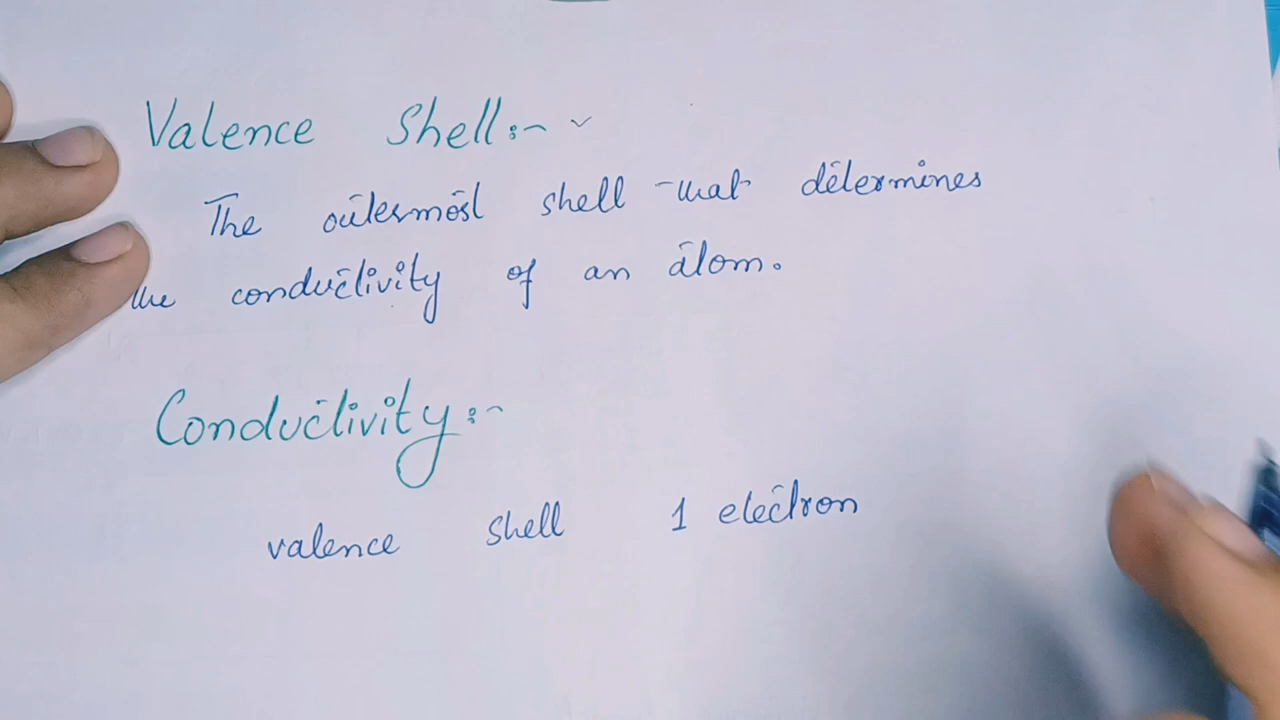 Valence Shell:-
The outermost shell that determines
the conductivity of an atom.
Conductivity:-
valence shell 1 electron